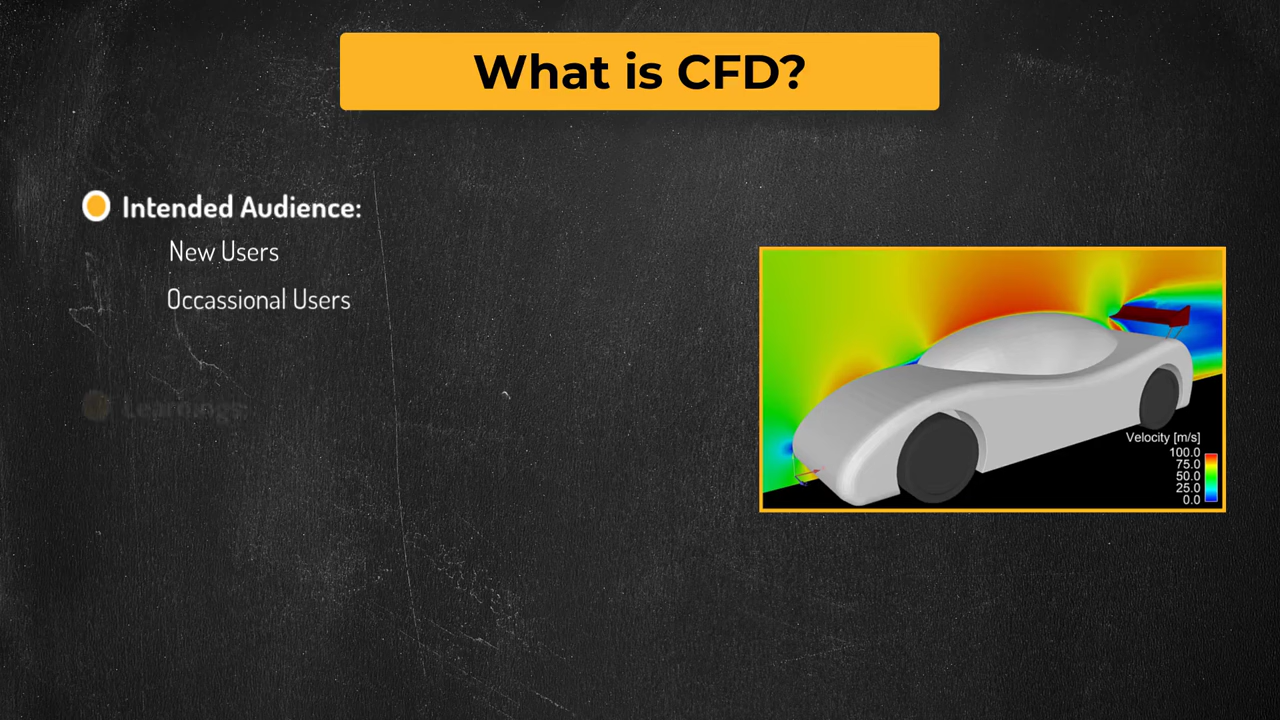 What is CFD?
Intended Audience:
New Users
Occassional Users
Learnings:
Velocity [m/s]
100.0
75.0
50.0
25.0
0.0